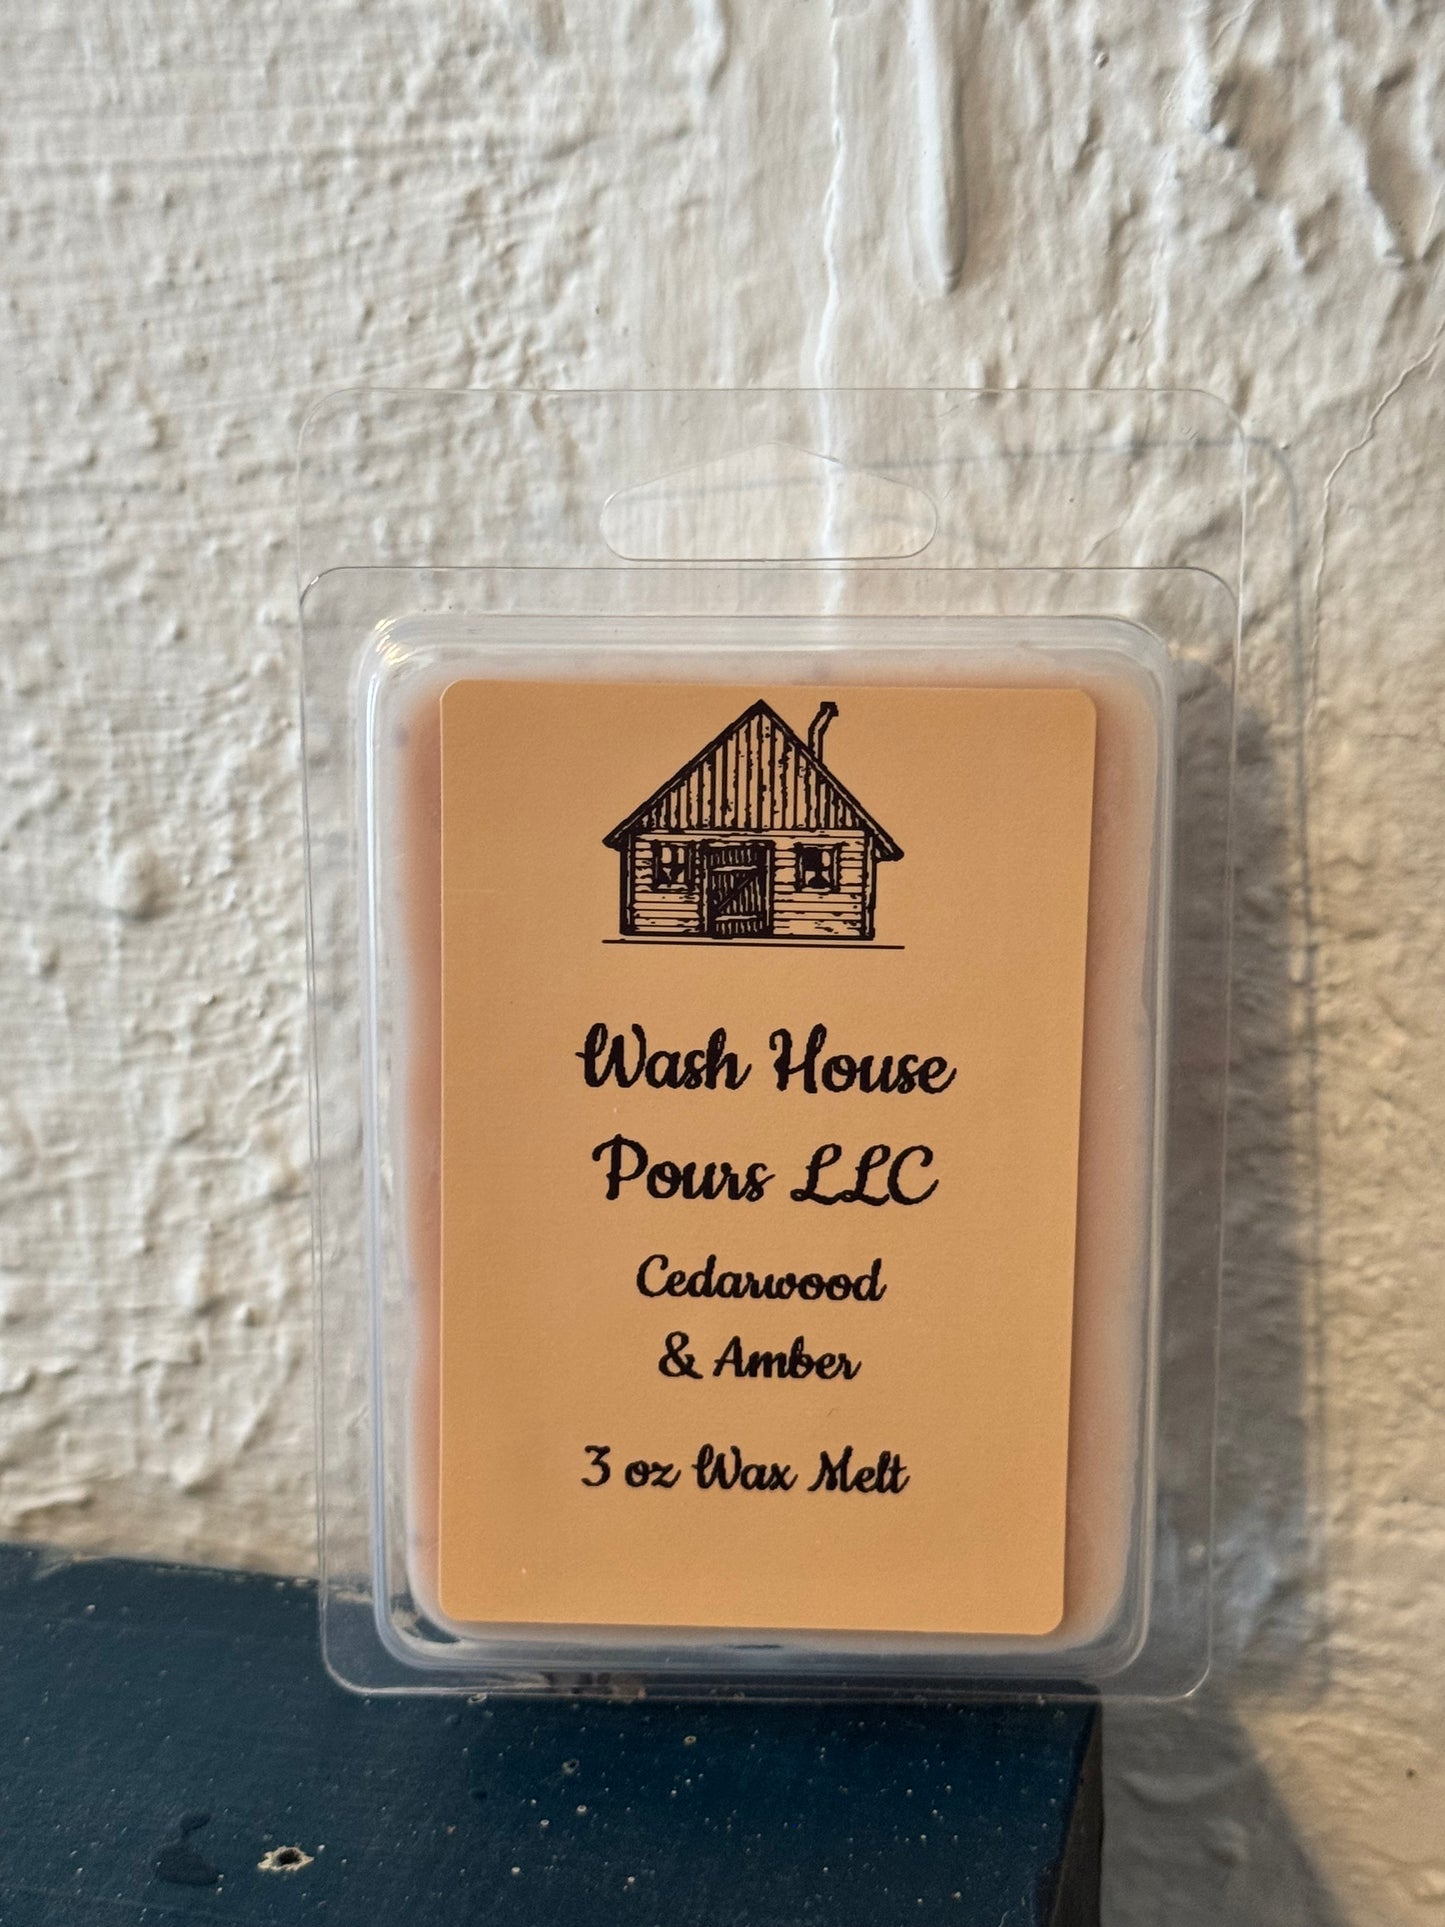 Wash House
Pours LLC
Cedarwood
& Amber
3 oz Wax Melt